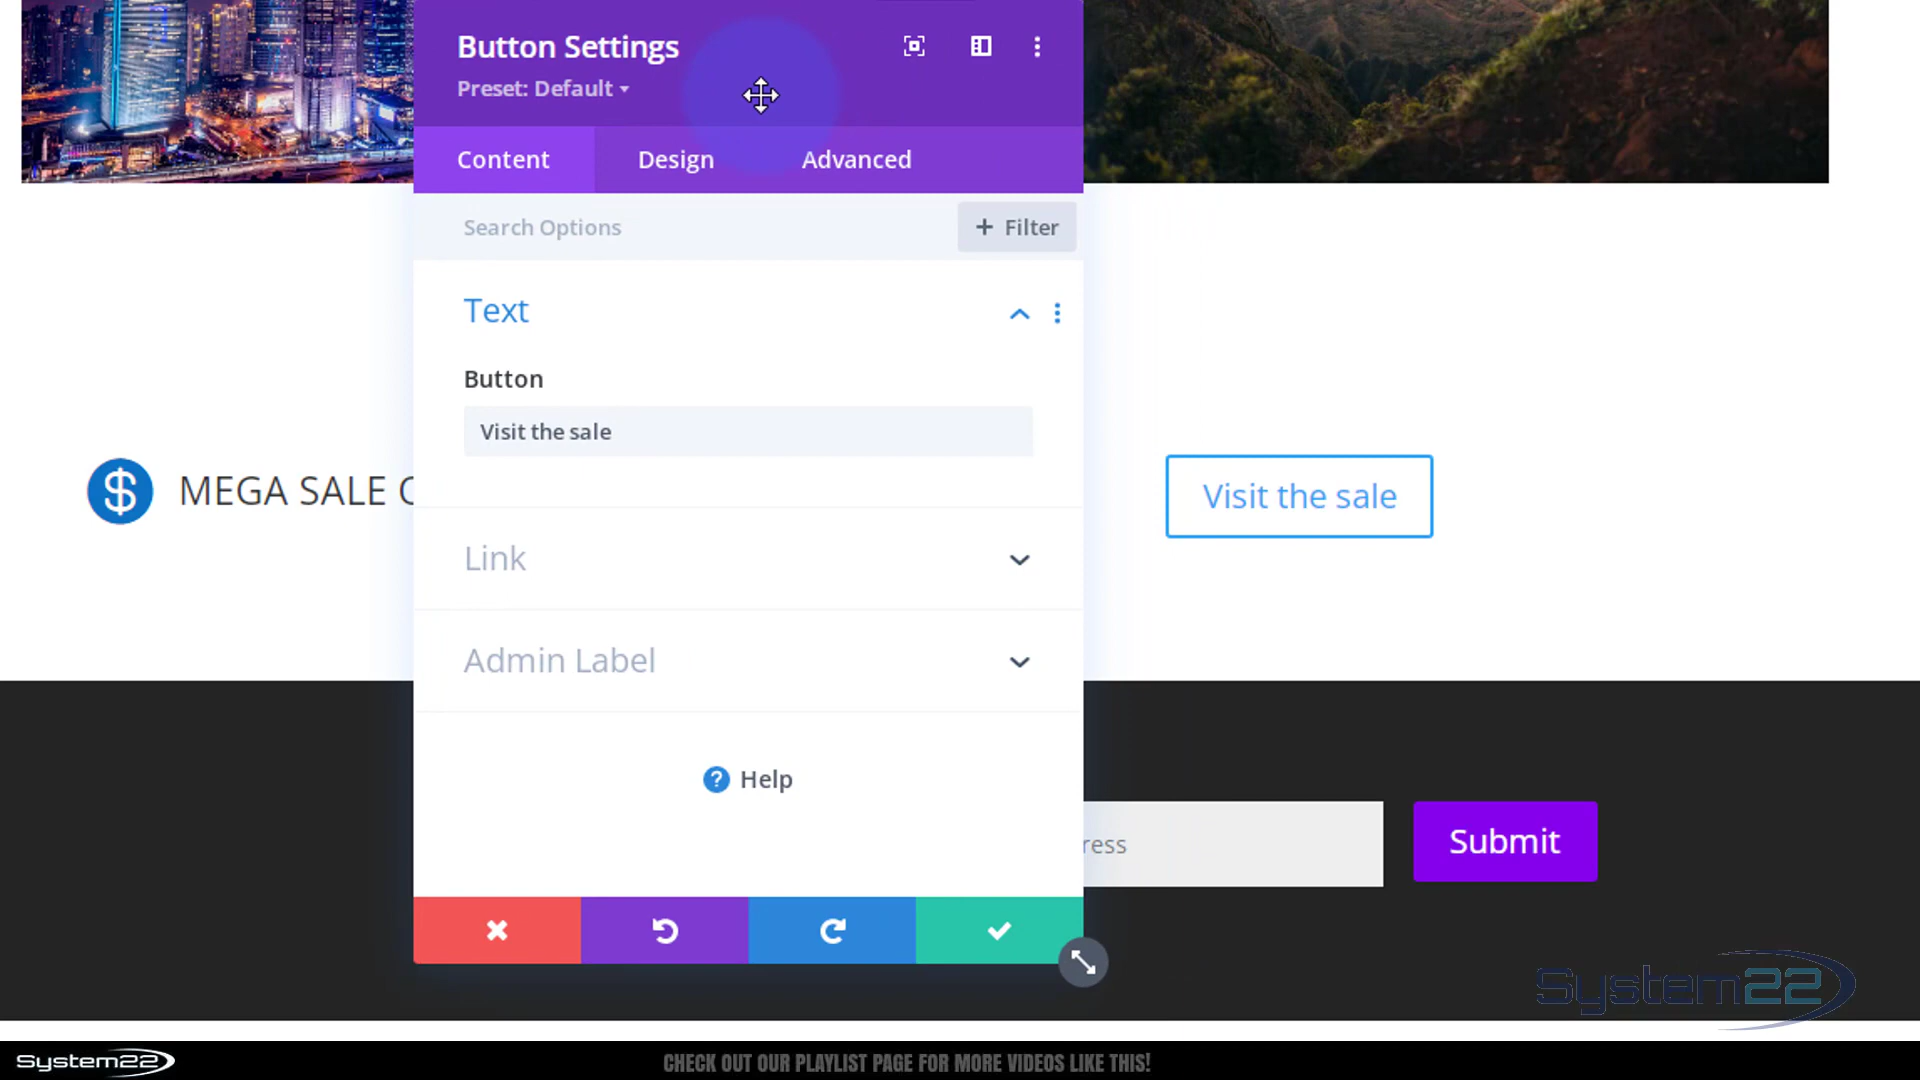 Button Settings
Preset: Default
Content Design Advanced
Search Options
+ Filter
Text
Button
Visit the sale
MEGA SALE
Visit the sale
Link
Admin Label
? Help
ress
Submit
System22
System22
CHECK OUT OUR PLAYLIST PAGE FOR MORE VIDEOS LIKE THIS!